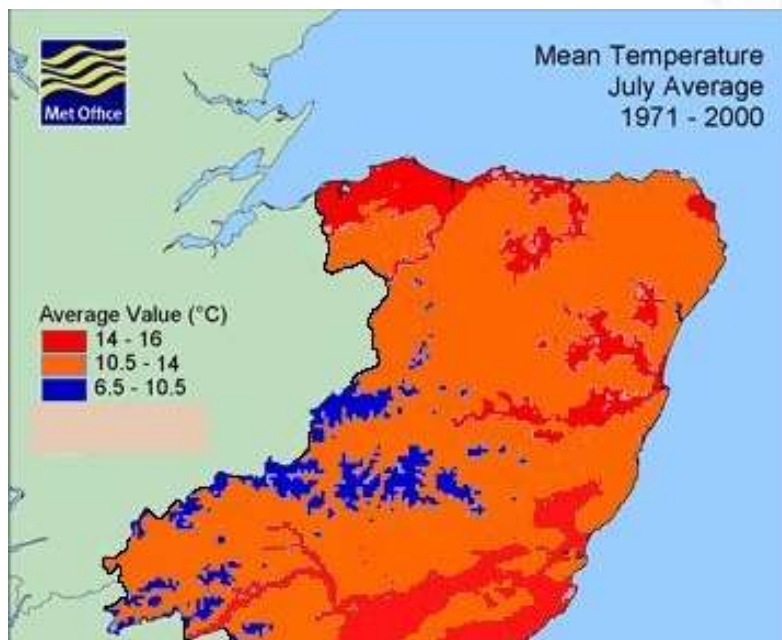 Met Office
Mean Temperature
July Average
1971 - 2000
Average Value (°C)
14 - 16
10.5 - 14
6.5 - 10.5